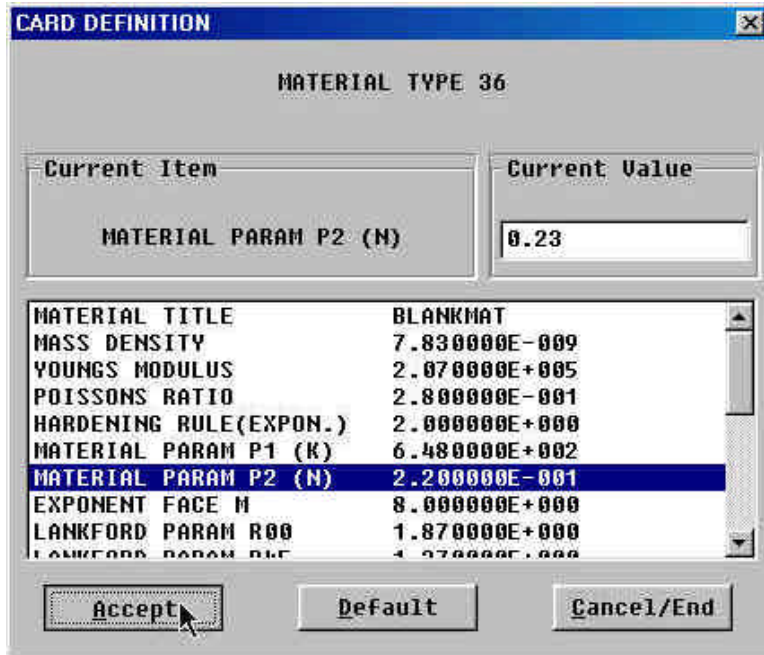 CARD DEFINITION
MATERIAL TYPE 36
Current Item
Current Value
MATERIAL PARAM P2 (N)
0.23
MATERIAL TITLE BLANKMAT
MASS DENSITY 7.830000E-009
YOUNGS MODULUS 2.070000E+005
POISSONS RATIO 2.800000E-001
HARDENING RULE(EXPON.) 2.000000E+000
MATERIAL PARAM P1 (K) 6.480000E+002
MATERIAL PARAM P2 (N) 2.200000E-001
EXPONENT FACE M 8.000000E+000
LANKFORD PARAM R00 1.870000E+000
LANKFORD PARAM
Accept
Default
Cancel/End